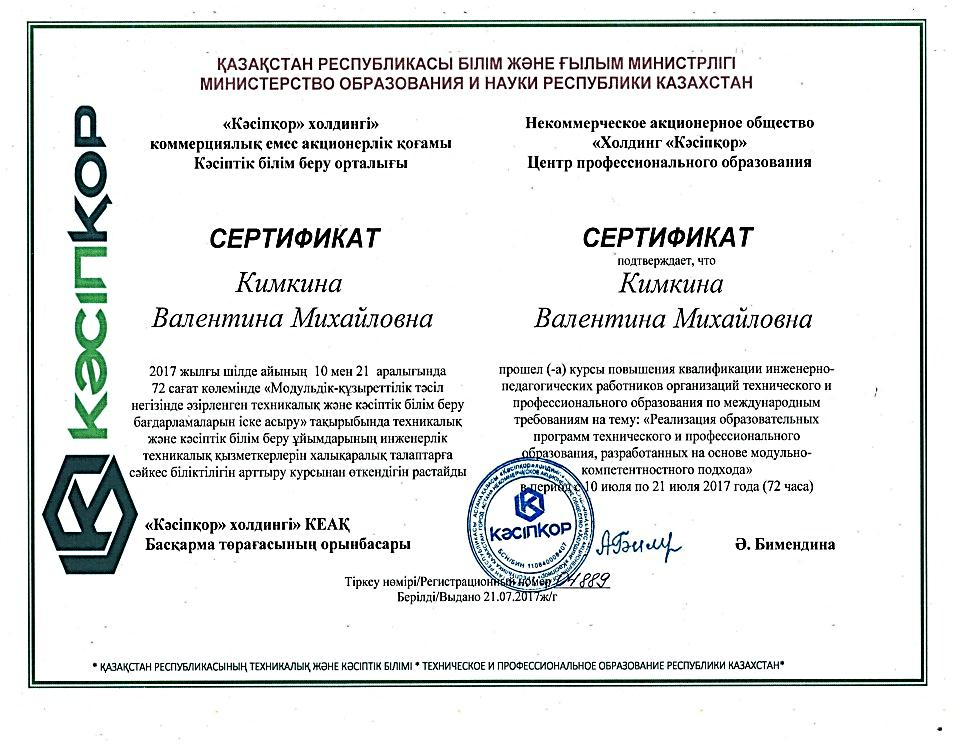 ҚАЗАҚСТАН РЕСПУБЛИКАСЫ БІЛІМ ЖӘНЕ ҒЫЛЫМ МИНИСТРЛІГІ
МИНИСТЕРСТВО ОБРАЗОВАНИЯ И НАУКИ РЕСПУБЛИКИ КАЗАХСТАН
КӘСІПҚОР
«Кәсіпқор» холдингі»
коммерциялық емес акционерлік қоғамы
Кәсіптік білім беру орталығы
СЕРТИФИКАТ
Кимкина
Валентина Михайловна
2017 жылғы шілде айының 10 мен 21 аралығында
72 сағат көлемінде «Модульдік-құзыреттілік тәсіл
негізінде әзірленген техникалық және кәсіптік білім беру
бағдарламаларын іске асыру» тақырыбында техникалық
және кәсіптік білім беру ұйымдарының инженерлік
техникалық қызметкерлерін халықаралық талаптарға
сәйкес біліктілігін арттыру курсынан өткендігін растайды
Некоммерческое акционерное общество
«Холдинг «Кәсіпқор»
Центр профессионального образования
СЕРТИФИКАТ
подтверждает, что
Кимкина
Валентина Михайловна
прошел (-а) курсы повышения квалификации инженерно-
педагогических работников организаций технического и
профессионального образования по международным
требованиям на тему: «Реализация образовательных
программ технического и профессионального
образования, разработанных на основе модульно-
компетентностного подхода»
в период с 10 июля по 21 июля 2017 года (72 часа)
«Кәсіпқор» холдингі» КЕАҚ
Басқарма төрағасының орынбасары
Ә. Бимендина
КӘСІПҚОР
БСН/БИН 110840009407
Тіркеу нөмірі/Регистрационный номер 04889
Берілді/Выдано 21.07.2017ж/г
* ҚАЗАҚСТАН РЕСПУБЛИКАСЫНЫҢ ТЕХНИКАЛЫҚ ЖӘНЕ КӘСІПТІК БІЛІМІ * ТЕХНИЧЕСКОЕ И ПРОФЕССИОНАЛЬНОЕ ОБРАЗОВАНИЕ РЕСПУБЛИКИ КАЗАХСТАН*